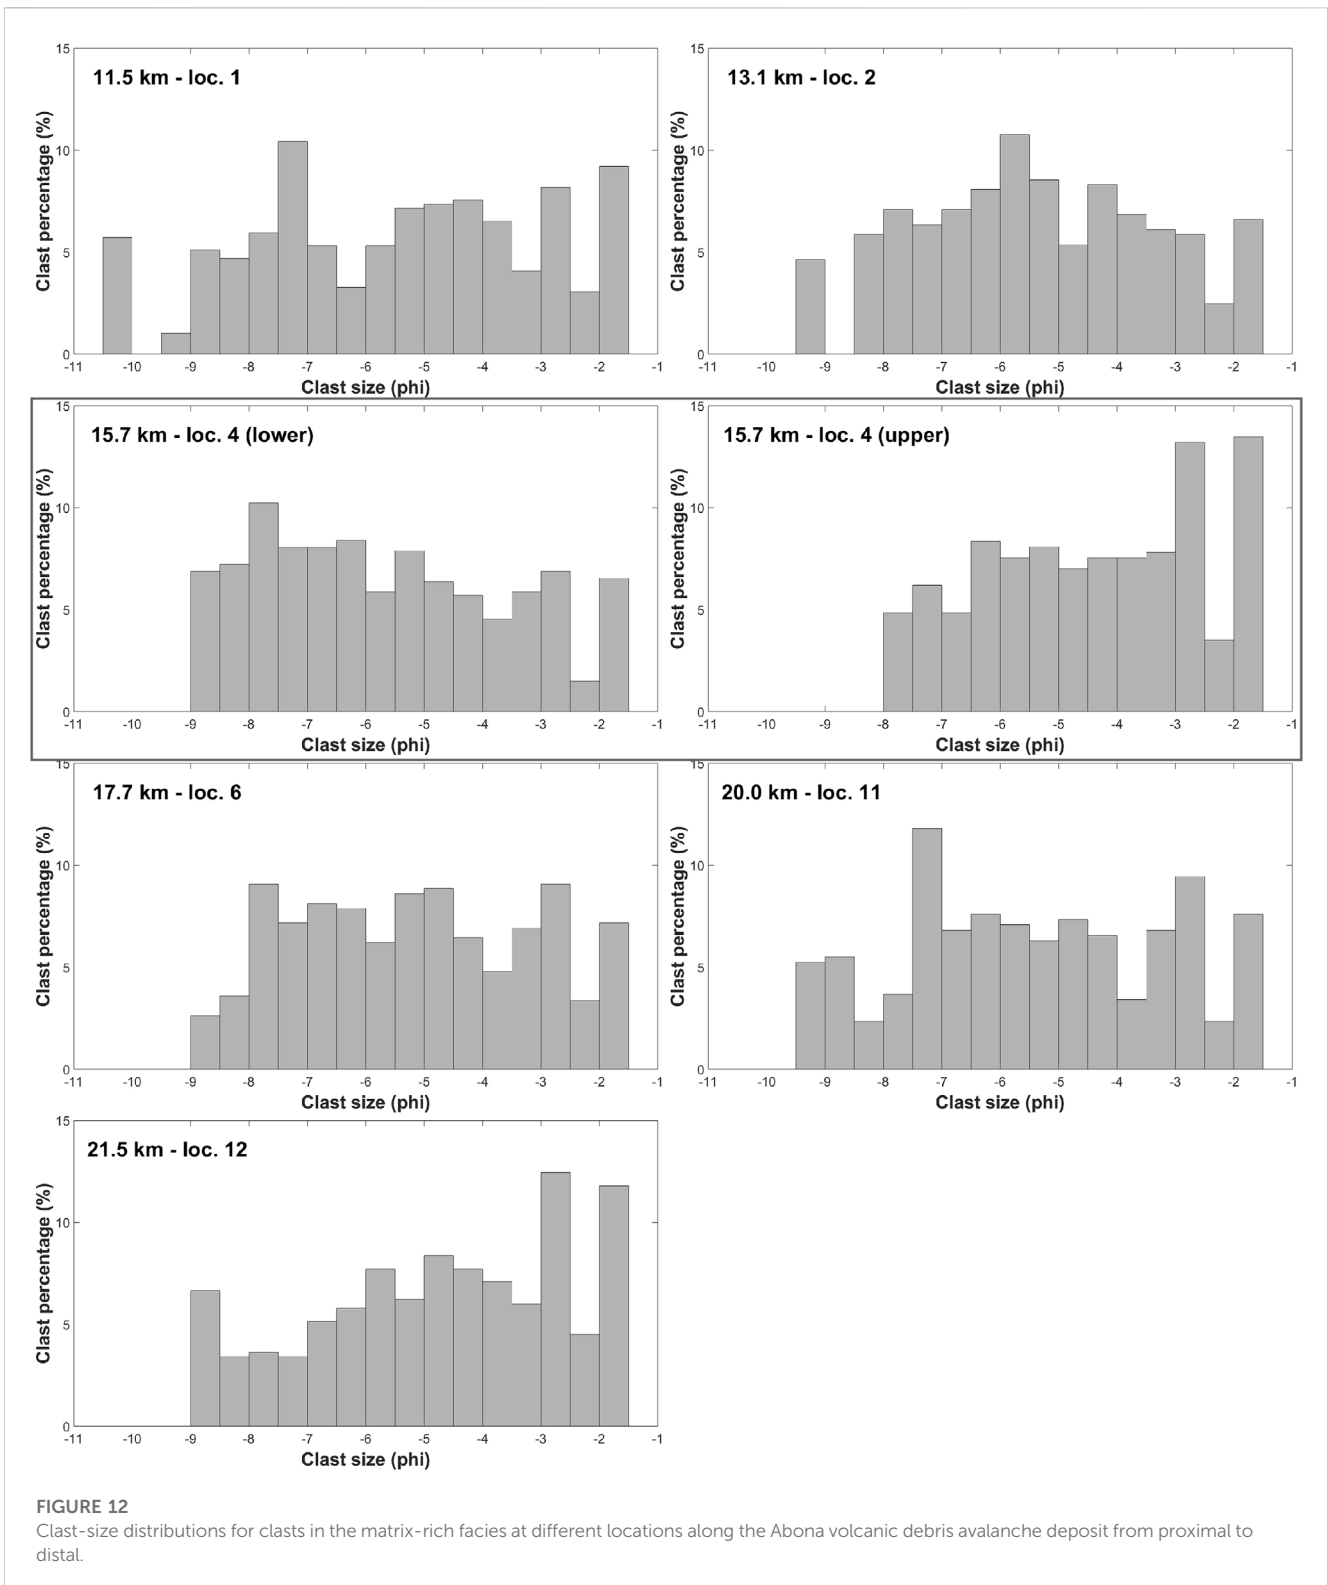 15
11.5 km - loc. 1
Clast percentage (%)
10
5
0
-11 -10 -9 -8 -7 -6 -5 -4 -3 -2 -1
Clast size (phi)
15
13.1 km - loc. 2
Clast percentage (%)
10
5
0
-11 -10 -9 -8 -7 -6 -5 -4 -3 -2 -1
Clast size (phi)
15
15.7 km - loc. 4 (lower)
Clast percentage (%)
10
5
0
-11 -10 -9 -8 -7 -6 -5 -4 -3 -2 -1
Clast size (phi)
15
15.7 km - loc. 4 (upper)
Clast percentage (%)
10
5
0
-11 -10 -9 -8 -7 -6 -5 -4 -3 -2 -1
Clast size (phi)
15
17.7 km - loc. 6
Clast percentage (%)
10
5
0
-11 -10 -9 -8 -7 -6 -5 -4 -3 -2 -1
Clast size (phi)
15
20.0 km - loc. 11
Clast percentage (%)
10
5
0
-11 -10 -9 -8 -7 -6 -5 -4 -3 -2 -1
Clast size (phi)
15
21.5 km - loc. 12
Clast percentage (%)
10
5
0
-11 -10 -9 -8 -7 -6 -5 -4 -3 -2 -1
Clast size (phi)
FIGURE 12
Clast-size distributions for clasts in the matrix-rich facies at different locations along the Abona volcanic debris avalanche deposit from proximal to
distal.